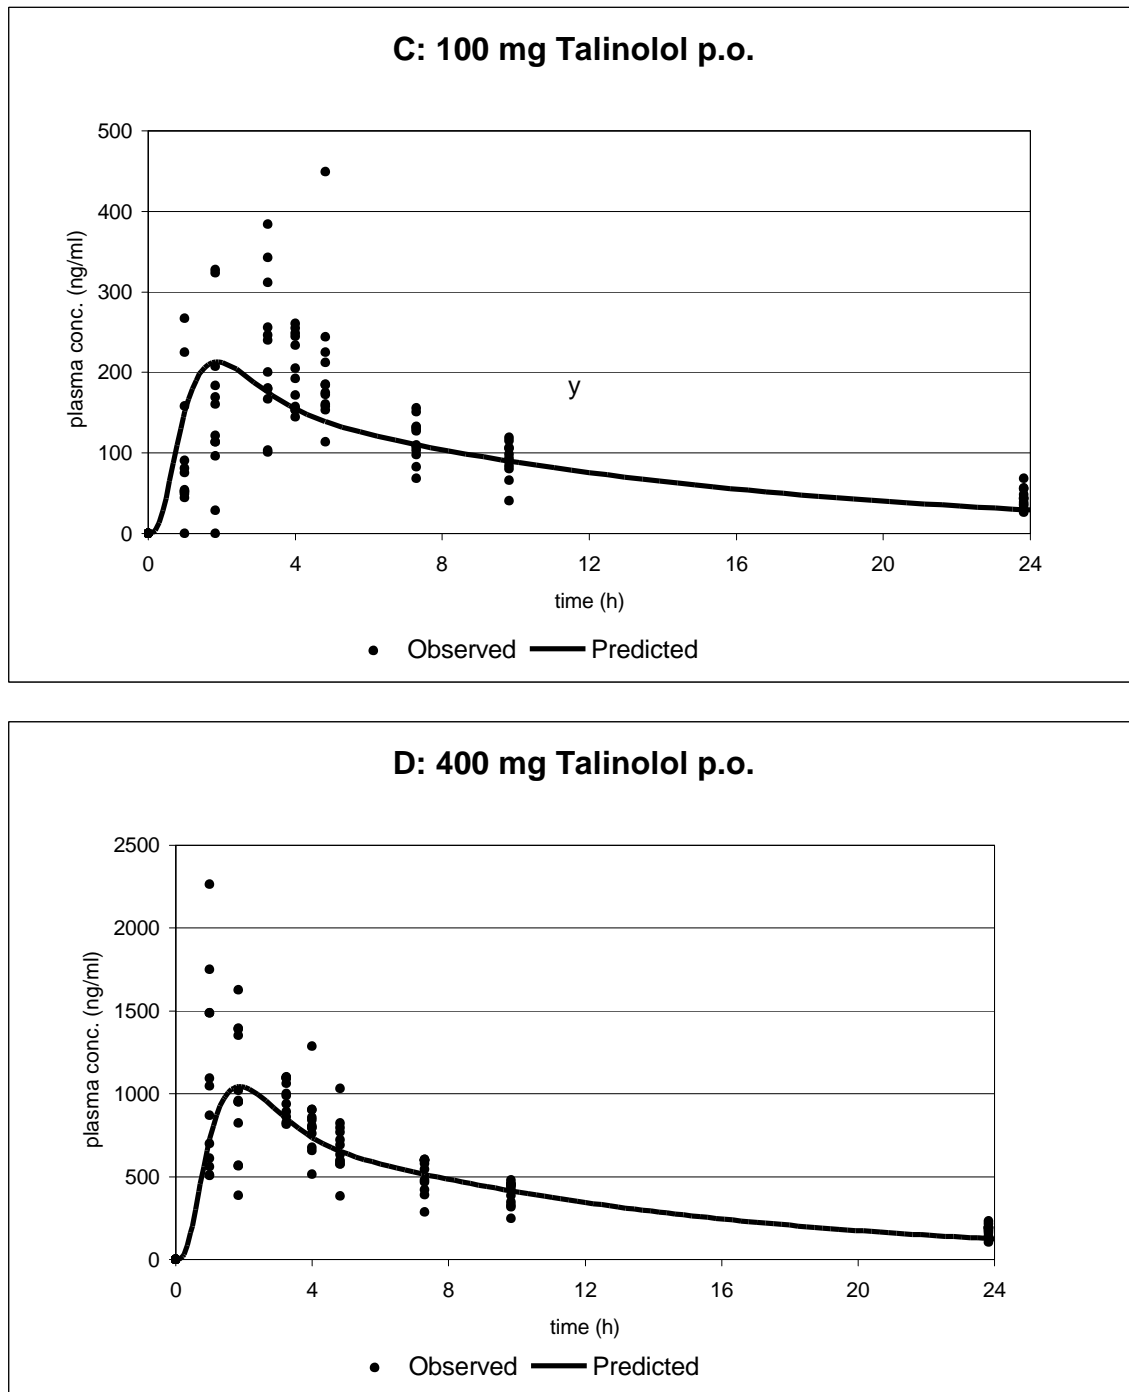 C: 100 mg Talinolol p.o.
500
400
300
200
100
0
plasma conc. (ng/ml)
y
0 4 8 12 16 20 24
time (h)
Observed Predicted
D: 400 mg Talinolol p.o.
2500
2000
1500
1000
500
0
plasma conc. (ng/ml)
0 4 8 12 16 20 24
time (h)
Observed Predicted